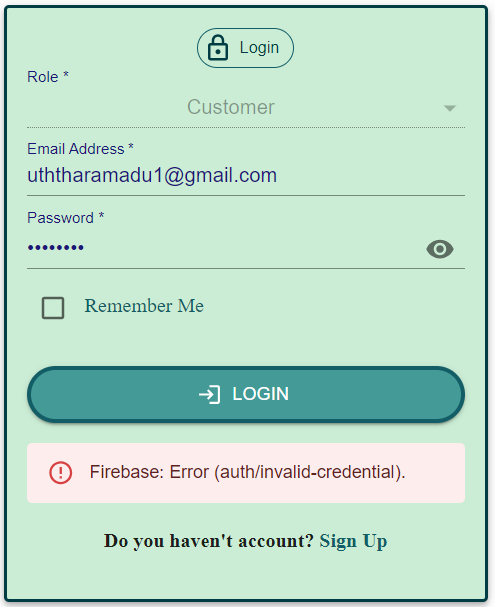 Login
Role *
Customer
Email Address *
uththaramadu1@gmail.com
Password *
••••••••
Remember Me
LOGIN
Firebase: Error (auth/invalid-credential).
Do you haven't account? Sign Up